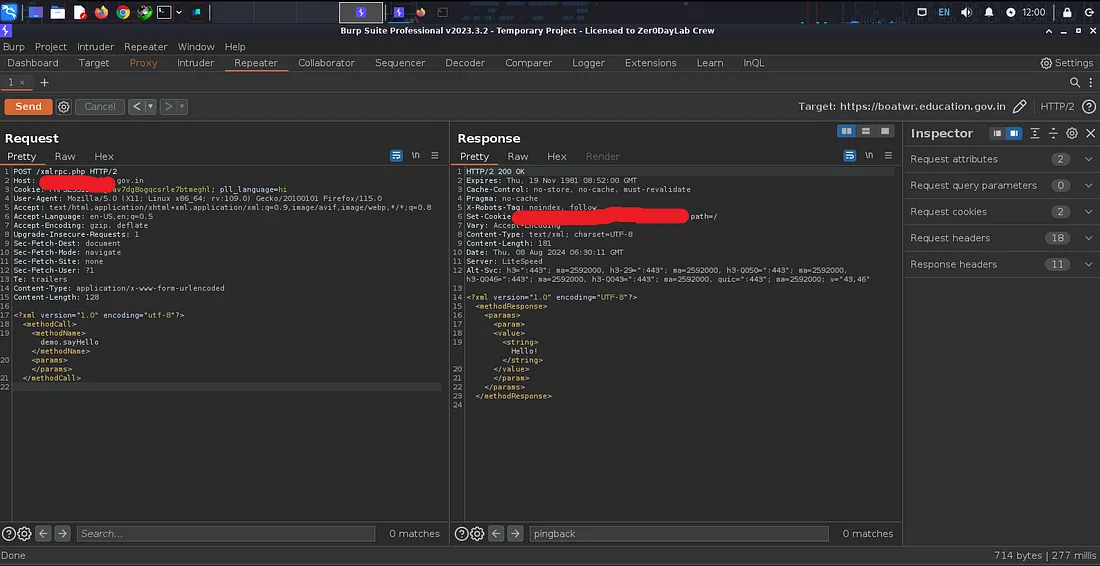 EN 12:00
Burp Suite Professional v2023.3.2 - Temporary Project - Licensed to Zer0DayLab Crew
Burp Project Intruder Repeater Window Help
Dashboard Target Proxy Intruder Repeater Collaborator Sequencer Decoder Comparer Logger Extensions Learn InQL Settings
1 × +
Send Cancel < > Target: https://boatwr.education.gov.in HTTP/2
Request
Pretty Raw Hex \n
1 POST /xmlrpc.php HTTP/2
2 Host: gov.in
3 Cookie: pll_language=hi
4 User-Agent: Mozilla/5.0 (X11; Linux x86_64; rv:109.0) Gecko/20100101 Firefox/115.0
5 Accept: text/html,application/xhtml+xml,application/xml;q=0.9,image/avif,image/webp,*/*;q=0.8
6 Accept-Language: en-US,en;q=0.5
7 Accept-Encoding: gzip, deflate
8 Upgrade-Insecure-Requests: 1
9 Sec-Fetch-Dest: document
10 Sec-Fetch-Mode: navigate
11 Sec-Fetch-Site: none
12 Sec-Fetch-User: ?1
13 Te: trailers
14 Content-Type: application/x-www-form-urlencoded
15 Content-Length: 128
16
17 <?xml version="1.0" encoding="utf-8"?>
18 <methodCall>
19 <methodName>
demo.sayHello
</methodName>
20 <params>
</params>
21 </methodCall>
22
Search... 0 matches
Response
Pretty Raw Hex Render \n
1 HTTP/2 200 OK
2 Expires: Thu, 19 Nov 1981 08:52:00 GMT
3 Cache-Control: no-store, no-cache, must-revalidate
4 Pragma: no-cache
5 X-Robots-Tag: noindex, follow
6 Set-Cookie path=/
7 Vary: Accept-Encoding
8 Content-Type: text/xml; charset=UTF-8
9 Content-Length: 181
10 Date: Thu, 08 Aug 2024 06:30:11 GMT
11 Server: LiteSpeed
12 Alt-Svc: h3=":443"; ma=2592000, h3-29=":443"; ma=2592000, h3-Q050=":443"; ma=2592000,
h3-Q046=":443"; ma=2592000, h3-Q043=":443"; ma=2592000, quic=":443"; ma=2592000; v="43,46"
13
14 <?xml version="1.0" encoding="UTF-8"?>
15 <methodResponse>
16 <params>
17 <param>
18 <value>
19 <string>
Hello!
</string>
20 </value>
21 </param>
22 </params>
23 </methodResponse>
24
pingback 0 matches
Inspector
Request attributes 2
Request query parameters 0
Request cookies 2
Request headers 18
Response headers 11
Done 714 bytes | 277 millis